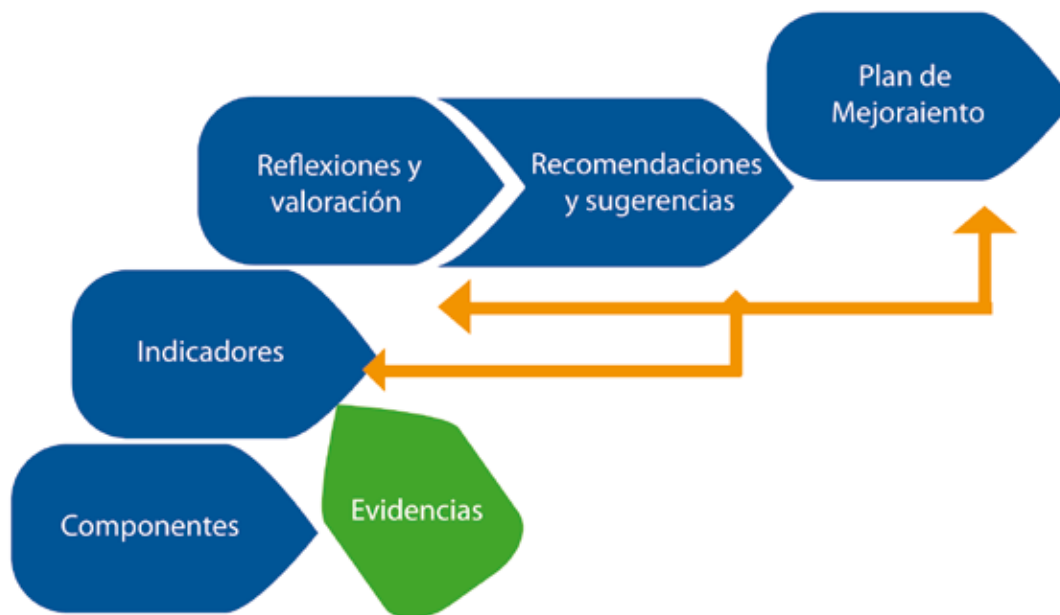 Plan de
Mejoraiento
Reflexiones y
valoración
Recomendaciones
y sugerencias
Indicadores
Evidencias
Componentes